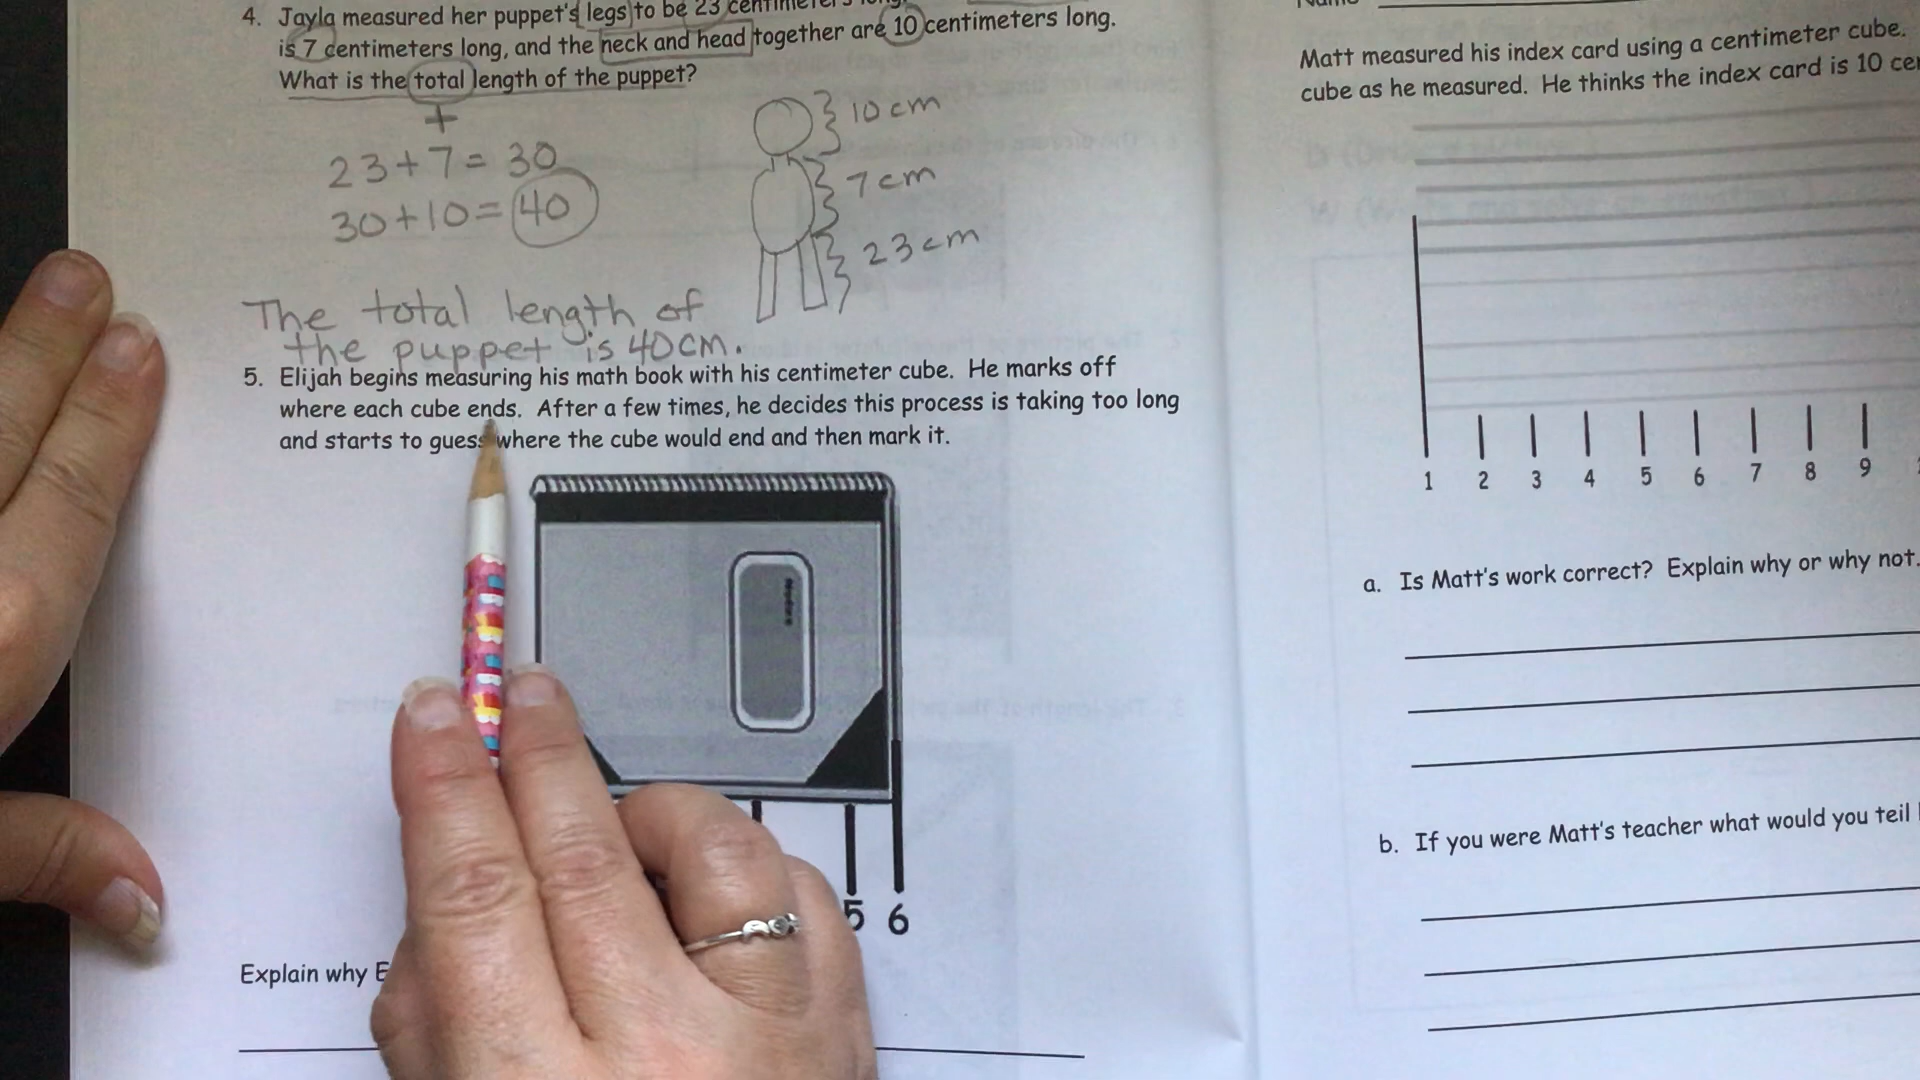 4. Jayla measured her puppet's legs to be 23 centimeters
is 7 centimeters long, and the neck and head together are 10 centimeters long.
What is the total length of the puppet?
+
23+7=30
30+10=40
10cm
7cm
23cm
The total length of
the puppet is 40cm.
5. Elijah begins measuring his math book with his centimeter cube. He marks off
where each cube ends. After a few times, he decides this process is taking too long
and starts to guess where the cube would end and then mark it.
5 6
Explain why E
Matt measured his index card using a centimeter cube.
cube as he measured. He thinks the index card is 10
1 2 3 4 5 6 7 8 9
a. Is Matt's work correct? Explain why or why not.
b. If you were Matt's teacher what would you tell